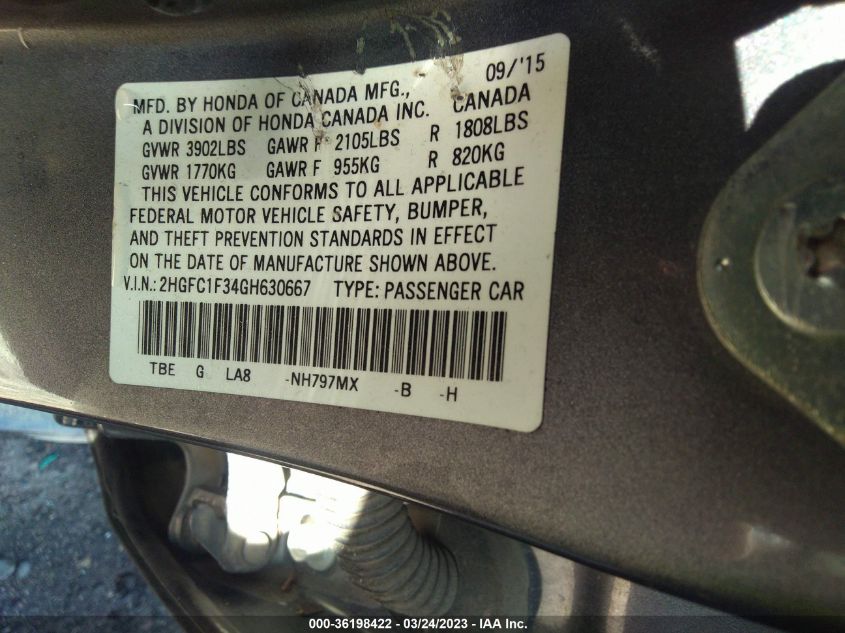 09/'15
MFD. BY HONDA OF CANADA MFG.,
A DIVISION OF HONDA CANADA INC. CANADA
GVWR 3902LBS GAWR F 2105LBS R 1808LBS
GVWR 1770KG GAWR F 955KG R 820KG
THIS VEHICLE CONFORMS TO ALL APPLICABLE
FEDERAL MOTOR VEHICLE SAFETY, BUMPER,
AND THEFT PREVENTION STANDARDS IN EFFECT
ON THE DATE OF MANUFACTURE SHOWN ABOVE.
V.I.N.: 2HGFC1F34GH630667 TYPE: PASSENGER CAR
TBE G LA8 -NH797MX -B -H
000-36198422 - 03/24/2023 - IAA Inc.